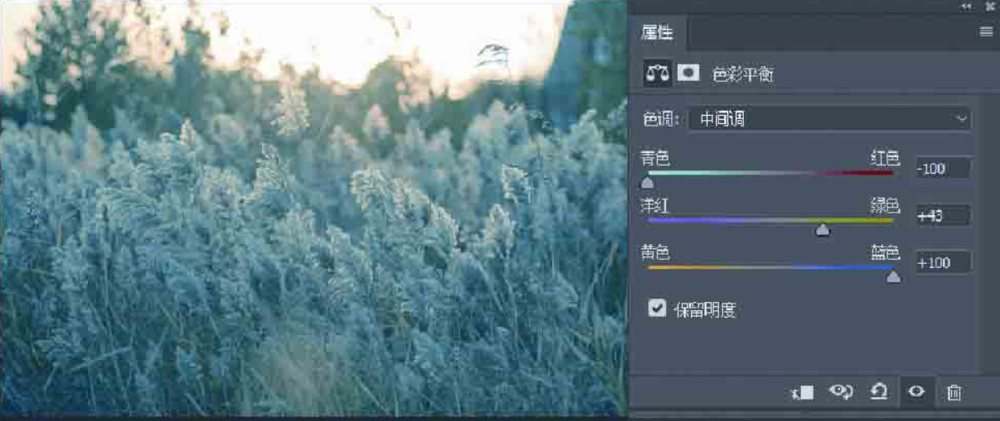 属性
色彩平衡
色调: 中间调
青色 红色 -100
洋红 绿色 +43
黄色 蓝色 +100
保留明度